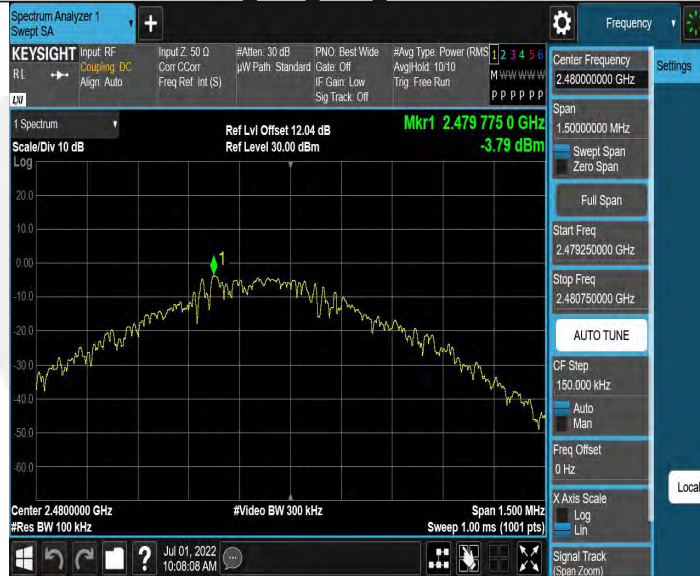 Spectrum Analyzer 1
Swept SA
Frequency
KEYSIGHT
RL
LXI
Input: RF
Coupling: DC
Align: Auto
Input Z: 50 Ω
Corr CCorr
Freq Ref: Int (S)
#Atten: 30 dB
µW Path: Standard
PNO: Best Wide
Gate: Off
IF Gain: Low
Sig Track: Off
#Avg Type: Power (RMS
Avg|Hold: 10/10
Trig: Free Run
1 2 3 4 5 6
M W W W W W
P P P P P P
Center Frequency
2.480000000 GHz
Settings
Span
1.50000000 MHz
Swept Span
Zero Span
Full Span
Start Freq
2.479250000 GHz
Stop Freq
2.480750000 GHz
AUTO TUNE
CF Step
150.000 kHz
Auto
Man
Freq Offset
0 Hz
X Axis Scale
Log
Lin
Local
Signal Track
(Span Zoom)
1 Spectrum
Scale/Div 10 dB
Ref Lvl Offset 12.04 dB
Ref Level 30.00 dBm
Mkr1 2.479 775 0 GHz
-3.79 dBm
Log
20.0
10.0
0.00
1
-10.0
-20.0
-30.0
-40.0
-50.0
-60.0
Center 2.4800000 GHz
#Res BW 100 kHz
#Video BW 300 kHz
Span 1.500 MHz
Sweep 1.00 ms (1001 pts)
?
Jul 01, 2022
10:08:08 AM